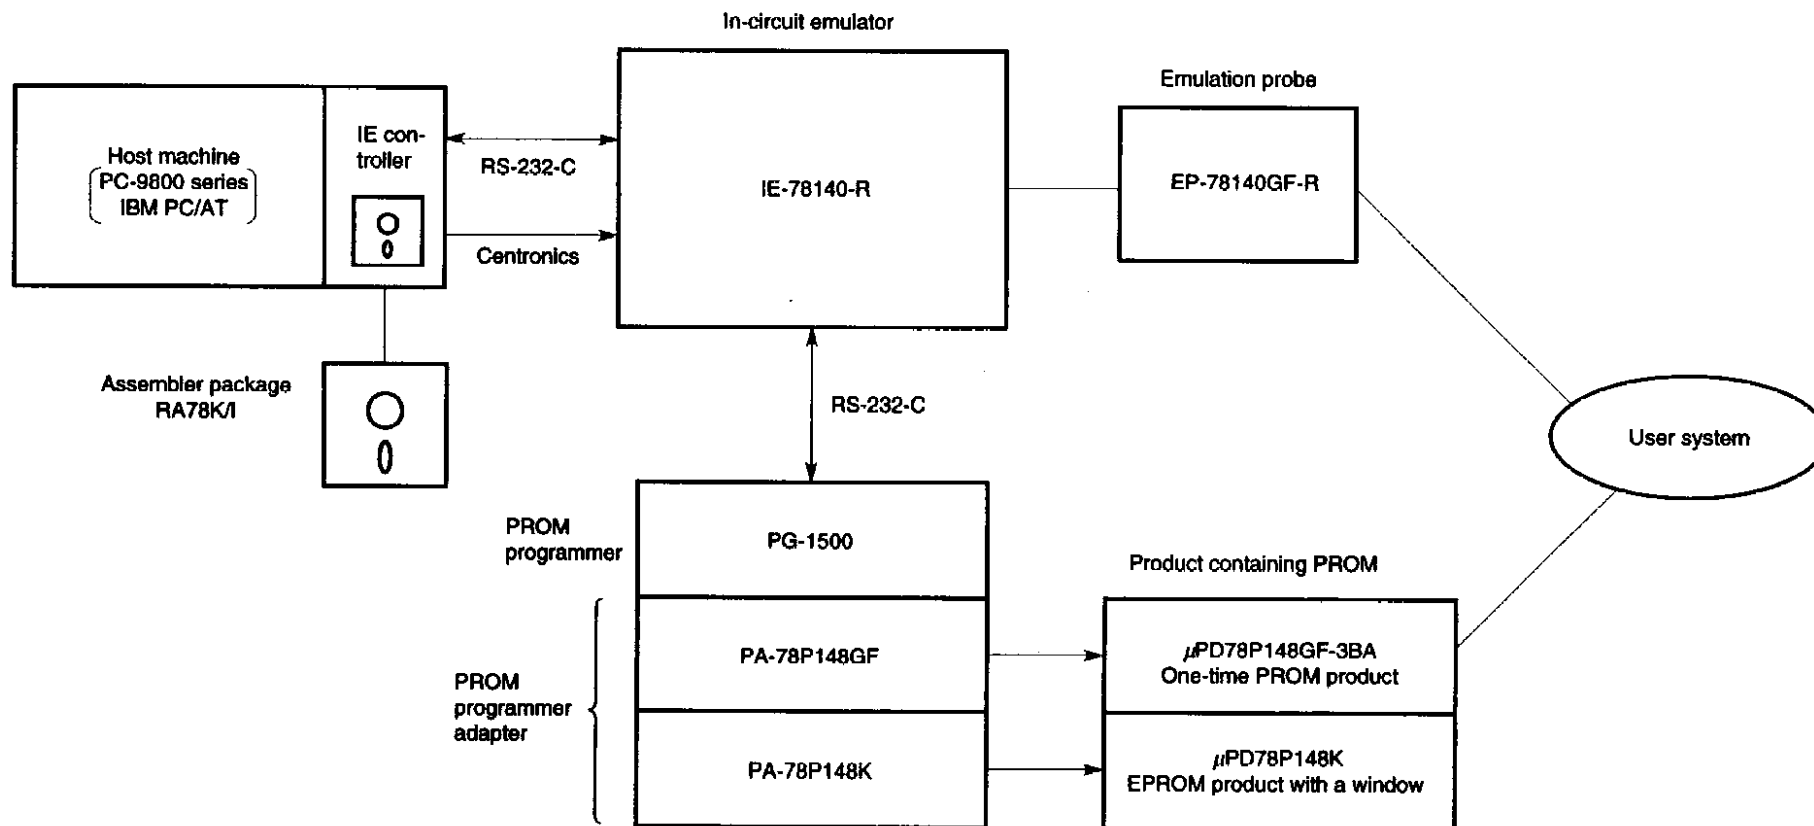 In-circuit emulator
Emulation probe
Host machine
PC-9800 series
IBM PC/AT
IE con-
troller
RS-232-C
Centronics
IE-78140-R
EP-78140GF-R
Assembler package
RA78K/I
RS-232-C
User system
PROM
programmer
PG-1500
Product containing PROM
PROM
programmer
adapter
PA-78P148GF
μPD78P148GF-3BA
One-time PROM product
PA-78P148K
μPD78P148K
EPROM product with a window